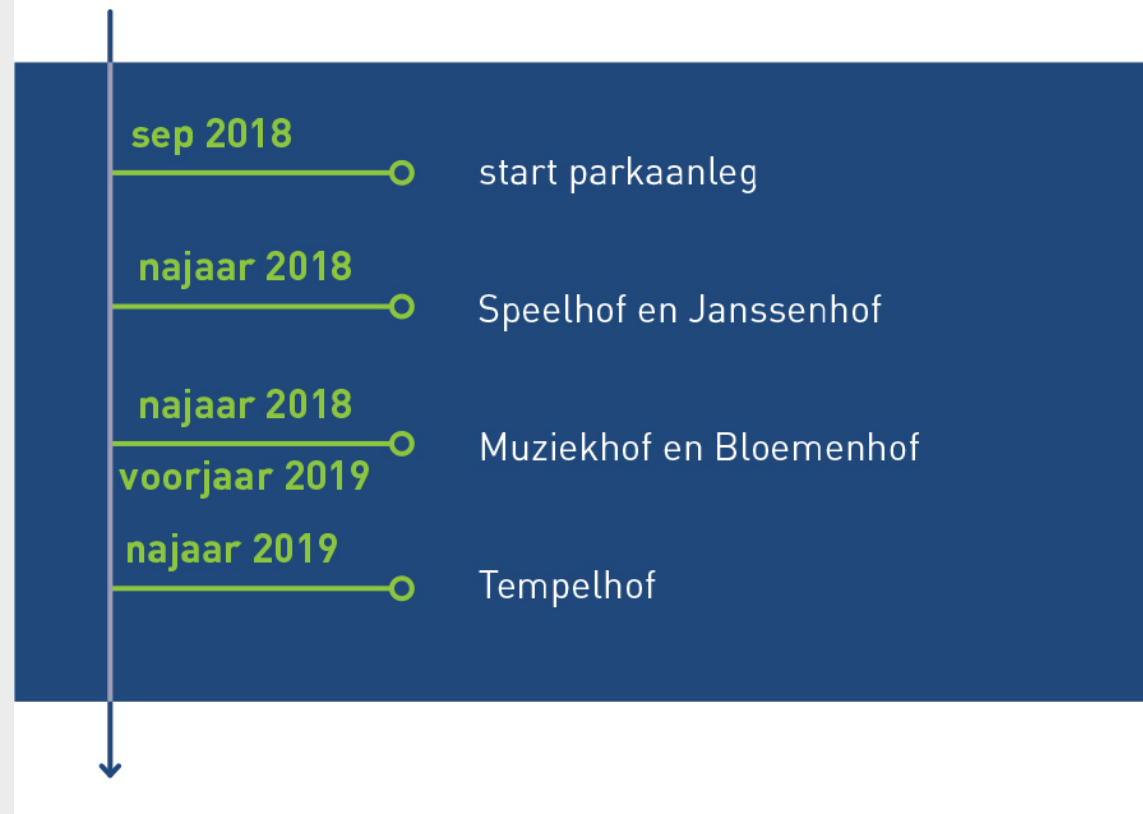 sep 2018
start parkaanleg
najaar 2018
Speelhof en Janssenhof
najaar 2018
Muziekhof en Bloemenhof
voorjaar 2019
najaar 2019
Tempelhof